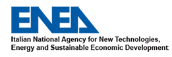 ENEA
Italian National Agency for New Technologies,
Energy and Sustainable Economic Development